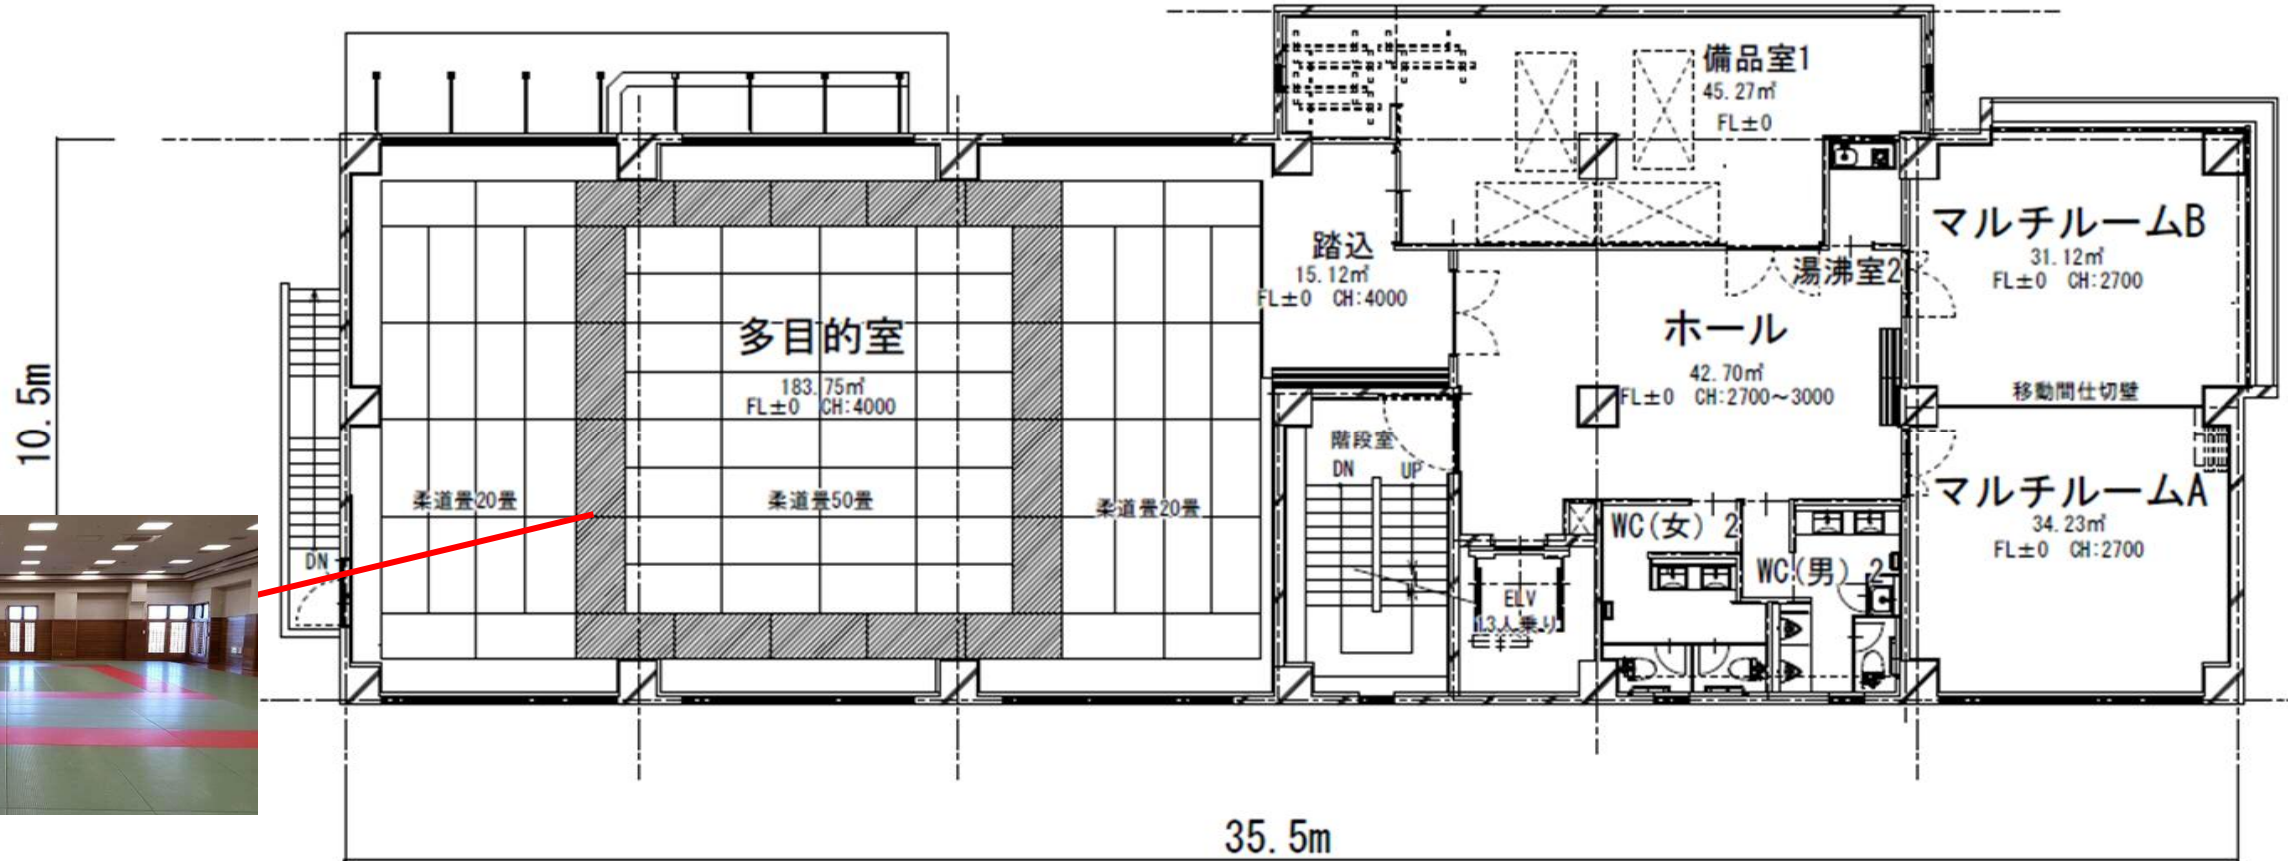 備品室1
45.27㎡
FL±0
マルチルームB
31.12㎡
FL±0 CH:2700
踏込
15.12㎡
FL±0 CH:4000
湯沸室2
多目的室
183.75㎡
FL±0 CH:4000
ホール
42.70㎡
FL±0 CH:2700～3000
移動間仕切壁
10.5m
階段室
DN UP
柔道畳20畳
柔道畳50畳
柔道畳20畳
マルチルームA
34.23㎡
FL±0 CH:2700
WC(女) 2
WC(男) 2
DN
ELV
13人乗り
35.5m